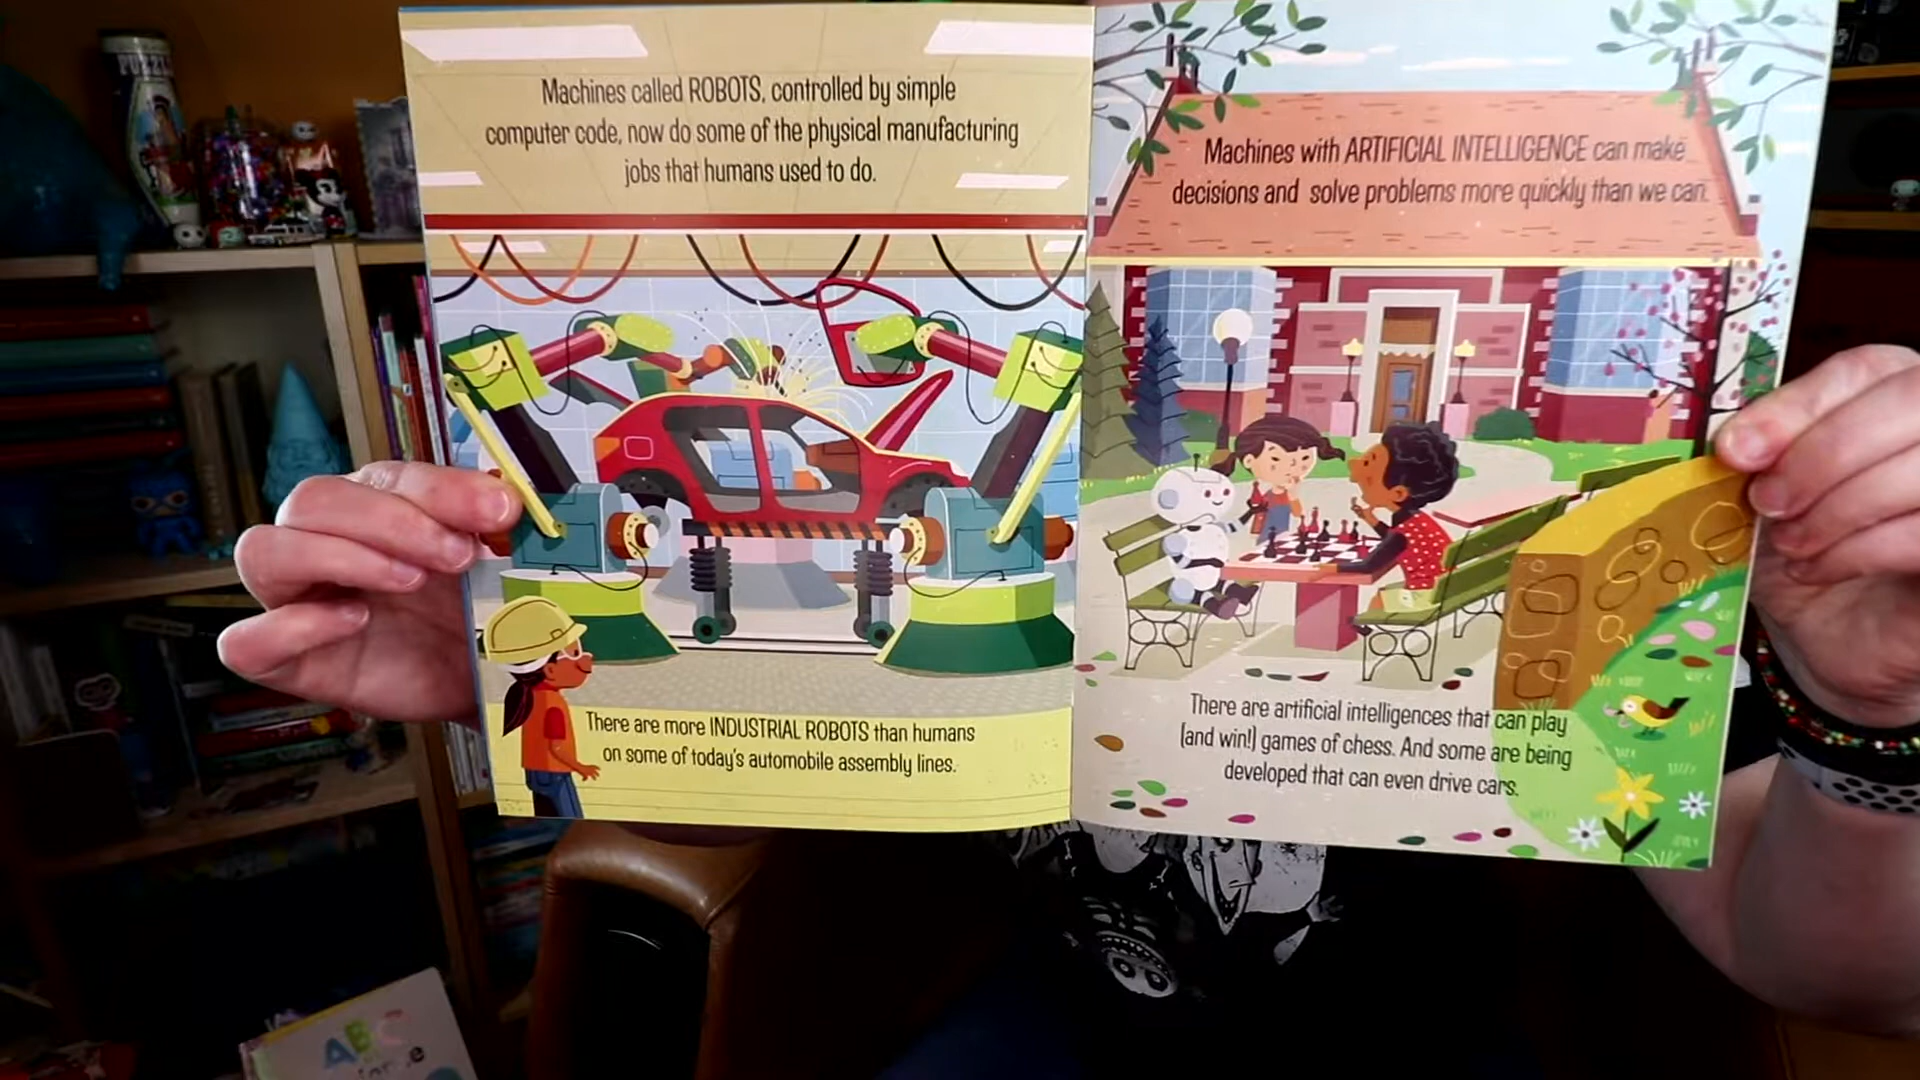 PUZZL
Machines called ROBOTS, controlled by simple
computer code, now do some of the physical manufacturing
jobs that humans used to do.
There are more INDUSTRIAL ROBOTS than humans
on some of today's automobile assembly lines.
Machines with ARTIFICIAL INTELLIGENCE can make
decisions and solve problems more quickly than we can.
There are artificial intelligences that can play
(and win!) games of chess. And some are being
developed that can even drive cars.
ABC